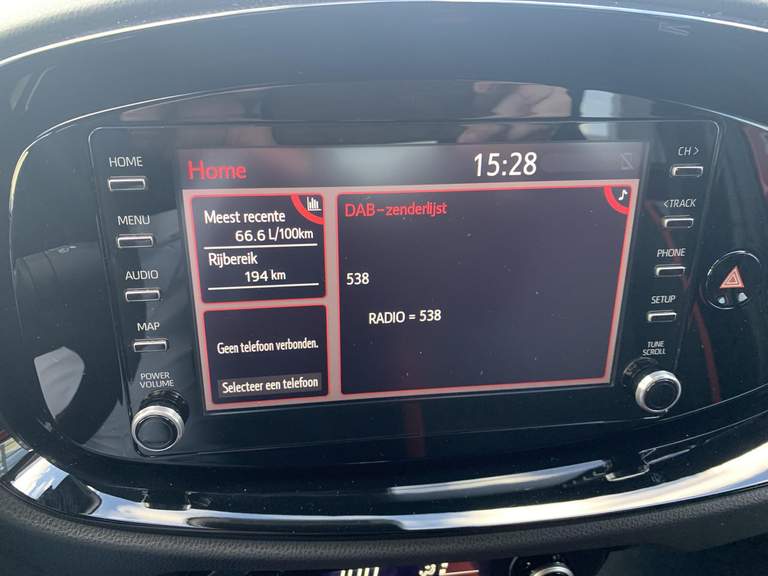 HOME
MENU
AUDIO
MAP
POWER
VOLUME
Home
15:28
Meest recente
66.6 L/100km
Rijbereik
194 km
Geen telefoon verbonden.
Selecteer een telefoon
DAB-zenderlijst
538
RADIO = 538
CH >
<TRACK
PHONE
SETUP
TUNE
SCROLL